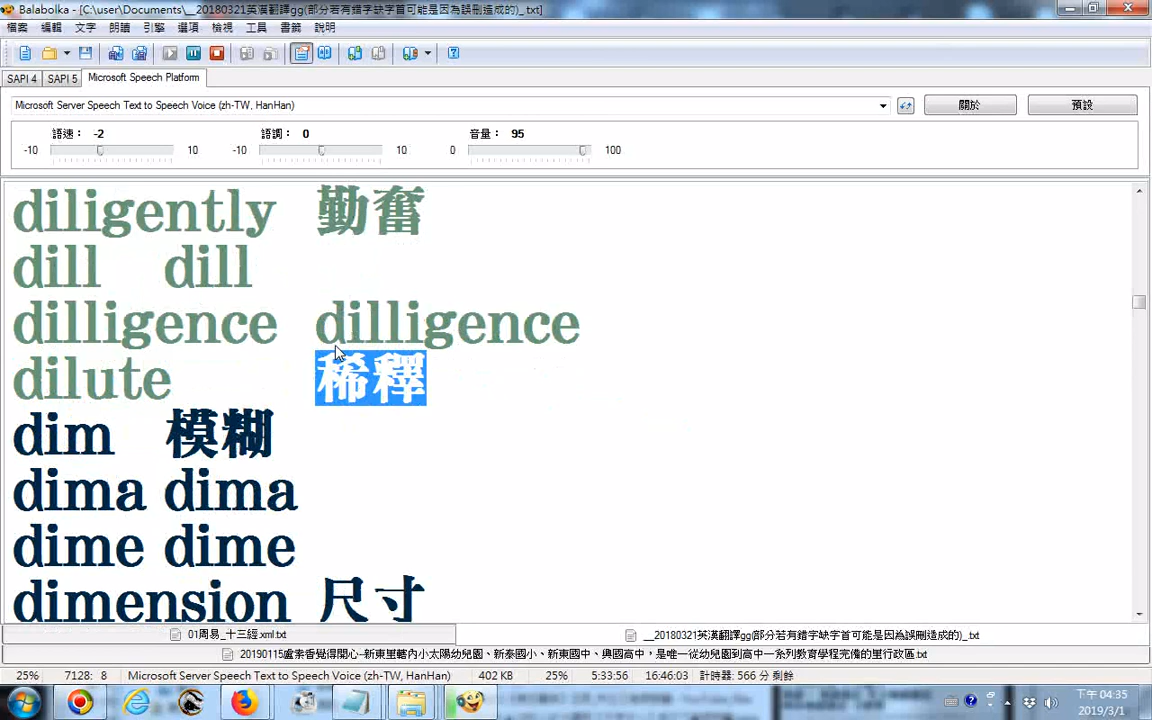 Balabolka - [C:\user\Documents\__20180321英漢翻譯gg(部分若有錯字缺字首可能是因為誤刪造成的)_.txt]
檔案 編輯 文字 朗讀 引擎 選項 檢視 工具 書籤 說明
SAPI 4 SAPI 5 Microsoft Speech Platform
Microsoft Server Speech Text to Speech Voice (zh-TW, HanHan) 關於 預設
語速： -2 語調： 0 音量： 95
-10 10 -10 10 0 100
diligently 勤奮
dill dill
dilligence dilligence
dilute 稀釋
dim 模糊
dima dima
dime dime
dimension 尺寸
01周易_十三經.xml.txt __20180321英漢翻譯gg(部分若有錯字缺字首可能是因為誤刪造成的)_.txt
20190115盧素香覺得開心-新東里轄內小太陽幼兒園、新泰國小、新東國中、興國高中，是唯一從幼兒園到高中一系列教育學程完備的里行政區.txt
25% 7128: 8 Microsoft Server Speech Text to Speech Voice (zh-TW, HanHan) 402 KB 25% 5:33:56 16:46:03 計時器: 566 分 剩餘
下午 04:35
2019/3/1